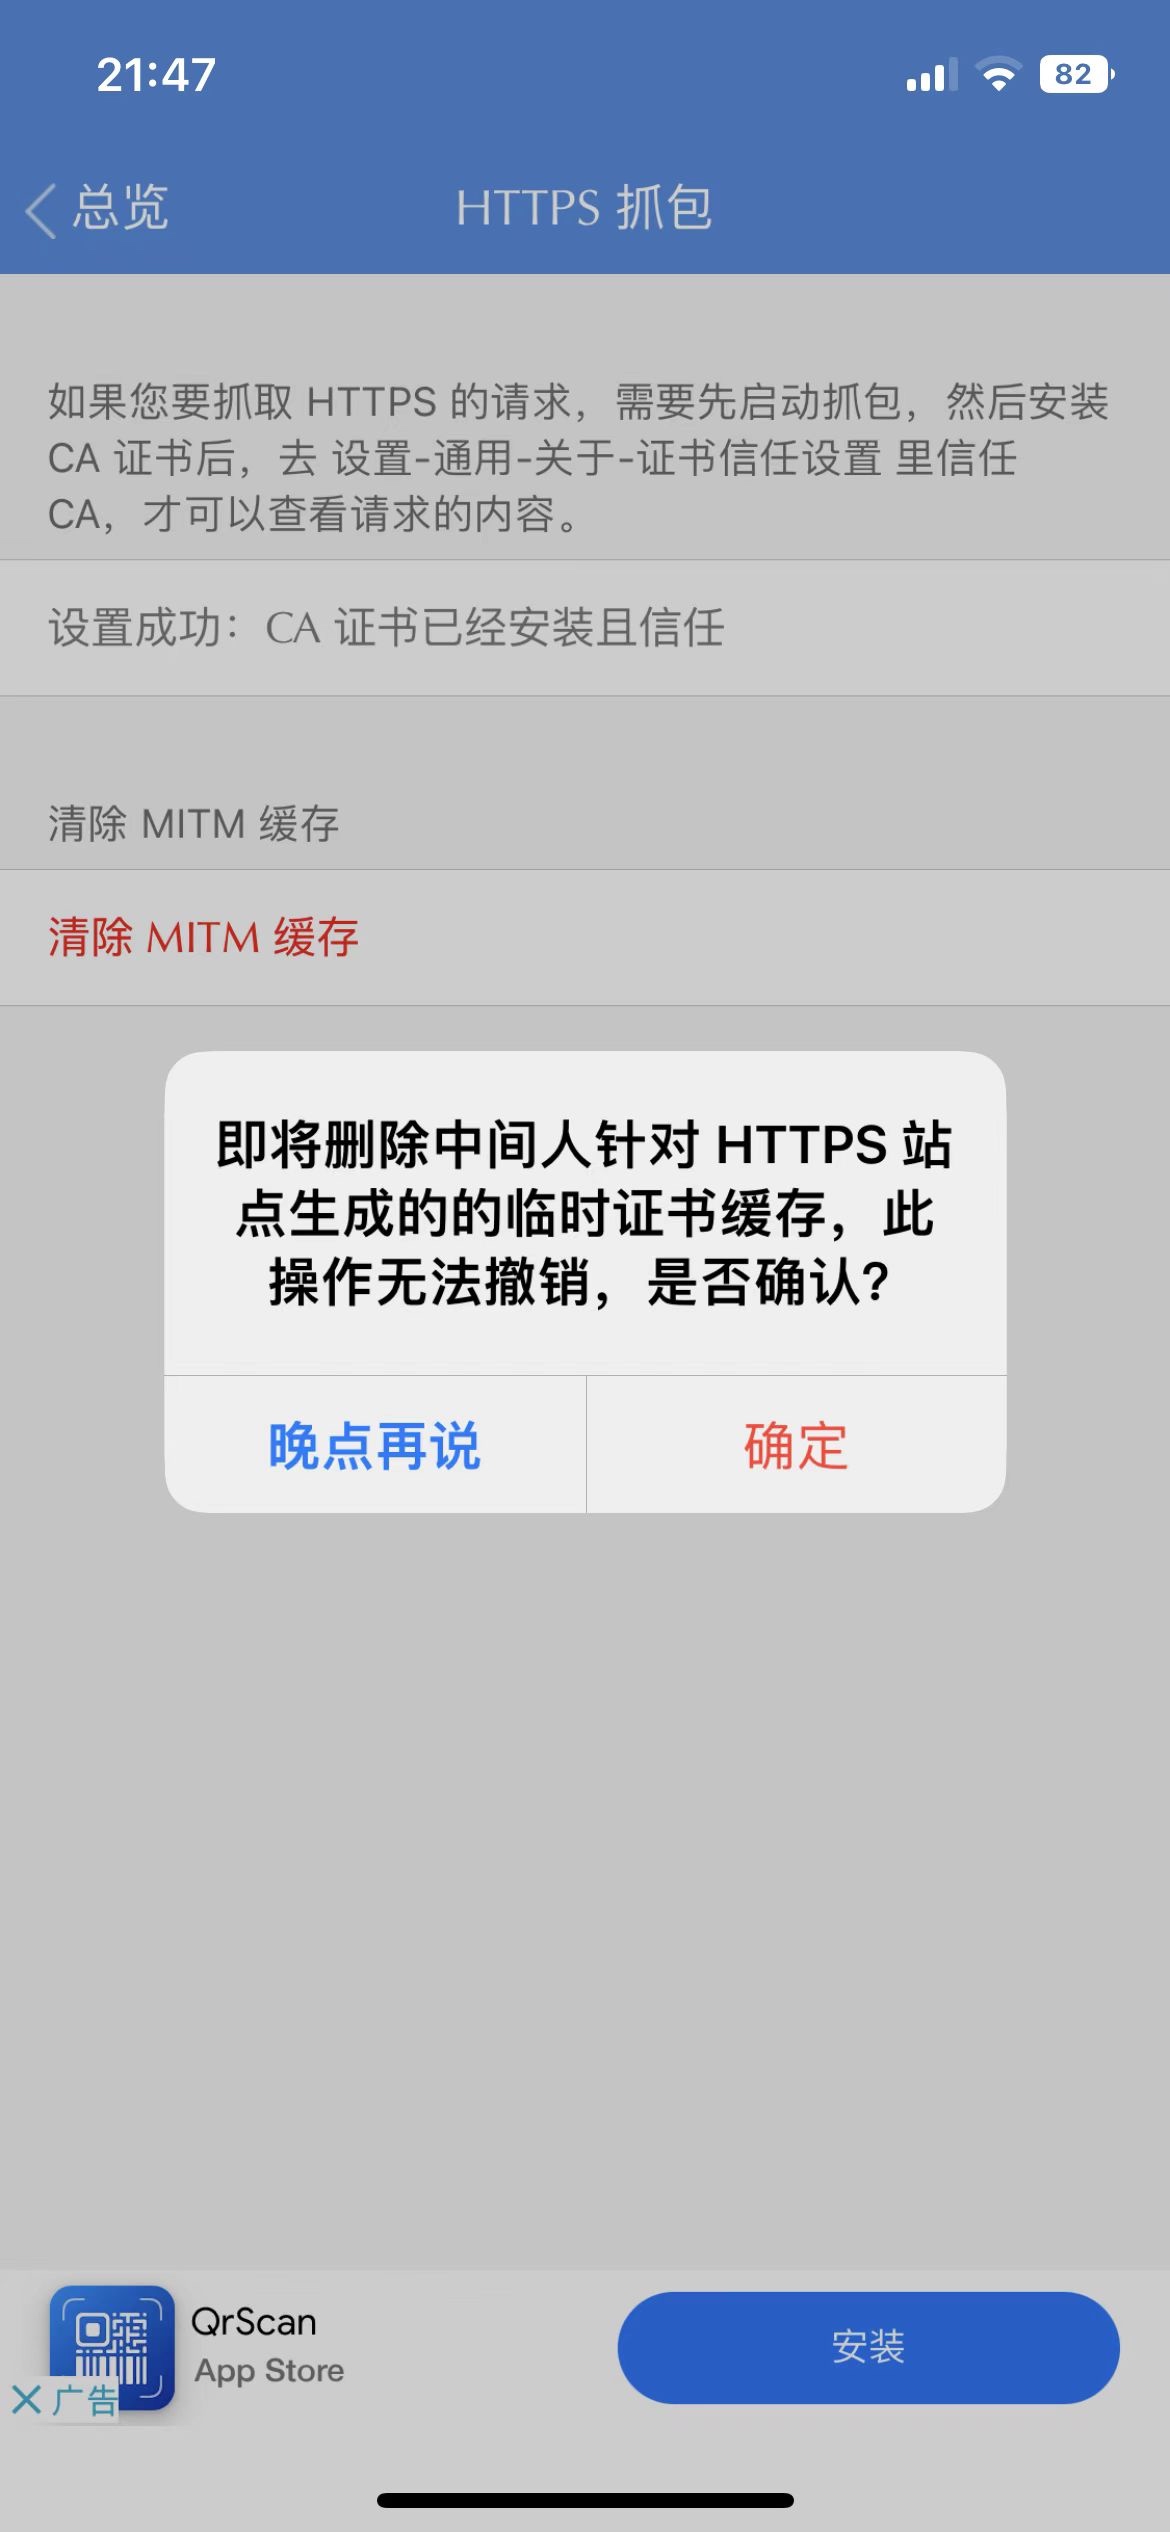 21:47
82
总览
HTTPS 抓包
如果您要抓取 HTTPS 的请求，需要先启动抓包，然后安装
CA 证书后，去 设置-通用-关于-证书信任设置 里信任
CA，才可以查看请求的内容。
设置成功：CA 证书已经安装且信任
清除 MITM 缓存
清除 MITM 缓存
即将删除中间人针对 HTTPS 站
点生成的的临时证书缓存，此
操作无法撤销，是否确认?
晚点再说
确定
QrScan
App Store
安装
广告